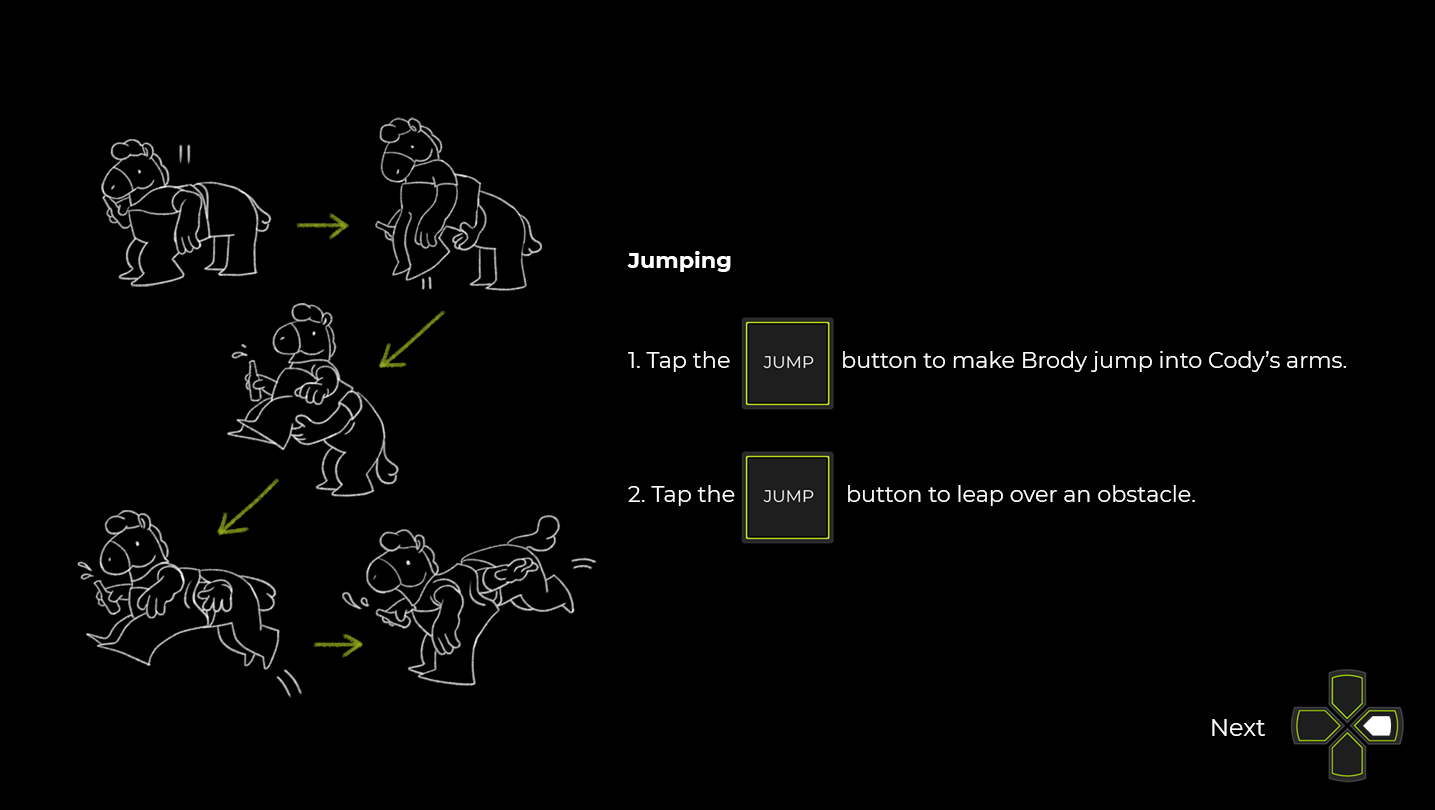 Jumping
1. Tap the JUMP button to make Brody jump into Cody’s arms.
2. Tap the JUMP button to leap over an obstacle.
Next